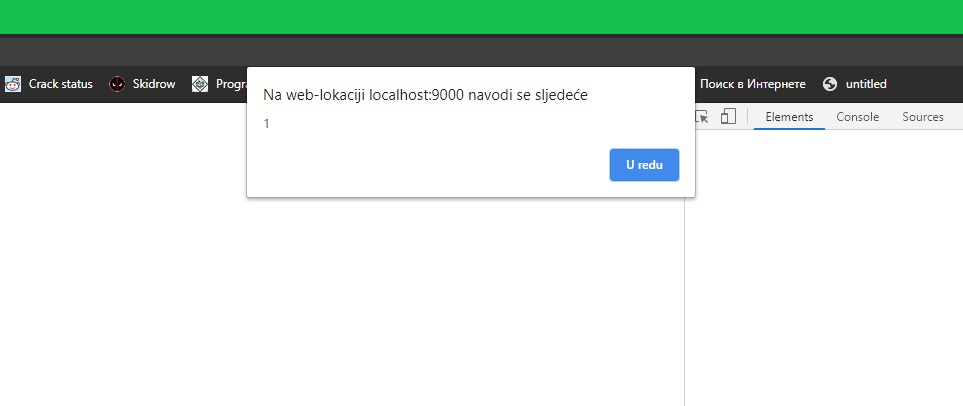 Crack status Skidrow Progra Поиск в Интернете untitled
Na web-lokaciji localhost:9000 navodi se sljedeće
1
U redu
Elements Console Sources